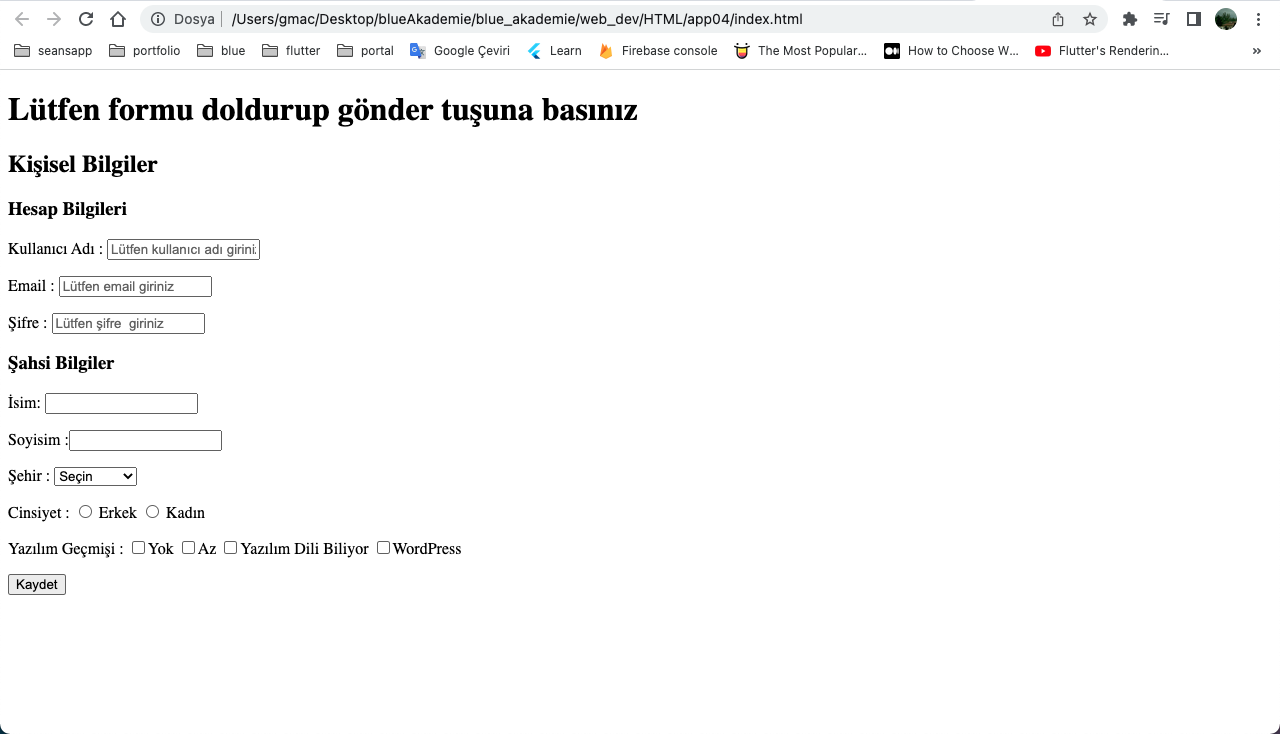 Dosya /Users/gmac/Desktop/blueAkademie/blue_akademie/web_dev/HTML/app04/index.html
seansapp portfolio blue flutter portal Google Çeviri Learn Firebase console The Most Popular... How to Choose W... Flutter's Renderin... »
Lütfen formu doldurup gönder tuşuna basınız
Kişisel Bilgiler
Hesap Bilgileri
Kullanıcı Adı : Lütfen kullanıcı adı giriniz
Email : Lütfen email giriniz
Şifre : Lütfen şifre  giriniz
Şahsi Bilgiler
İsim:
Soyisim :
Şehir : Seçin
Cinsiyet : Erkek Kadın
Yazılım Geçmişi : Yok Az Yazılım Dili Biliyor WordPress
Kaydet